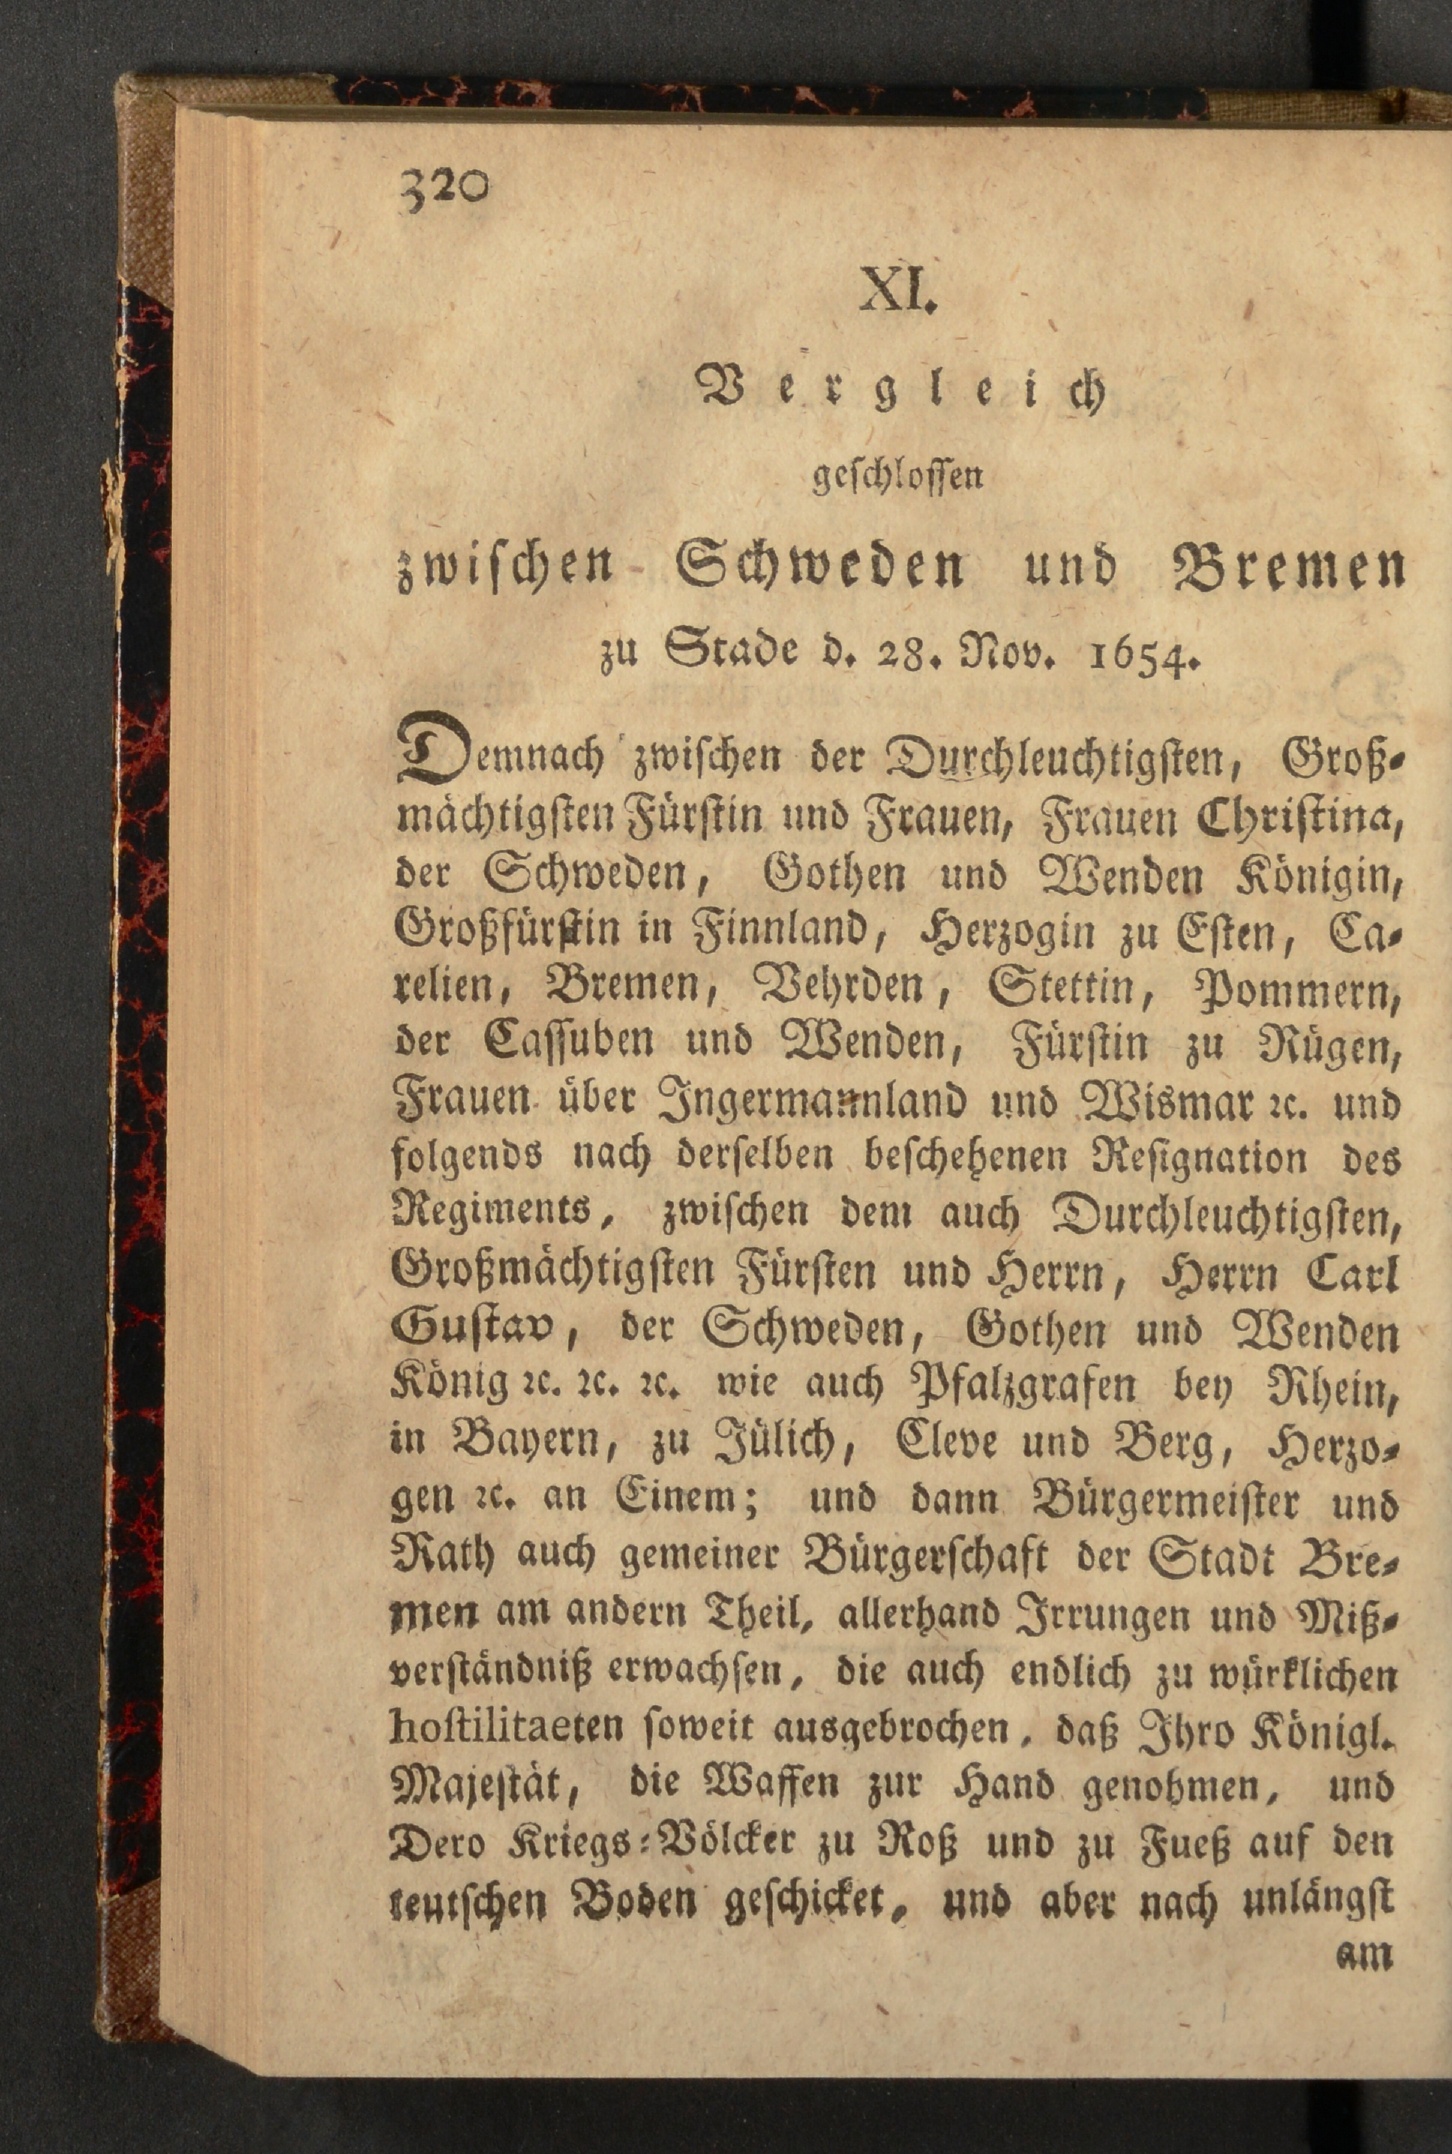 320
XI.
Vergleich
geschlossen
zwischen Schweden und Bremen
zu Stade d. 28. Nov. 1654.
Demnach zwischen der Durchleuchtigsten, Groß-
mächtigsten Fürstin und Frauen, Frauen Christina,
der Schweden, Gothen und Wenden Königin,
Großfürstin in Finnland, Herzogin zu Esten, Ca-
relien, Bremen, Vehrden, Stettin, Pommern,
der Cassuben und Wenden, Fürstin zu Rügen,
Frauen über Ingermannland und Wismar ꝛc. und
folgends nach derselben beschehenen Resignation des
Regiments, zwischen dem auch Durchleuchtigsten,
Großmächtigsten Fürsten und Herrn, Herrn Carl
Gustav, der Schweden, Gothen und Wenden
König ꝛc. ꝛc. ꝛc. wie auch Pfalzgrafen bey Rhein,
in Bayern, zu Jülich, Cleve und Berg, Herzo-
gen ꝛc. an Einem; und dann Bürgermeister und
Rath auch gemeiner Bürgerschaft der Stadt Bre-
men am andern Theil, allerhand Irrungen und Miß-
verständniß erwachsen, die auch endlich zu würklichen
hostilitaeten soweit ausgebrochen, daß Ihro Königl.
Majestät, die Waffen zur Hand genohmen, und
Dero Kriegs-Völcker zu Roß und zu Fueß auf den
teutschen Boden geschicket, und aber nach unlängst
am